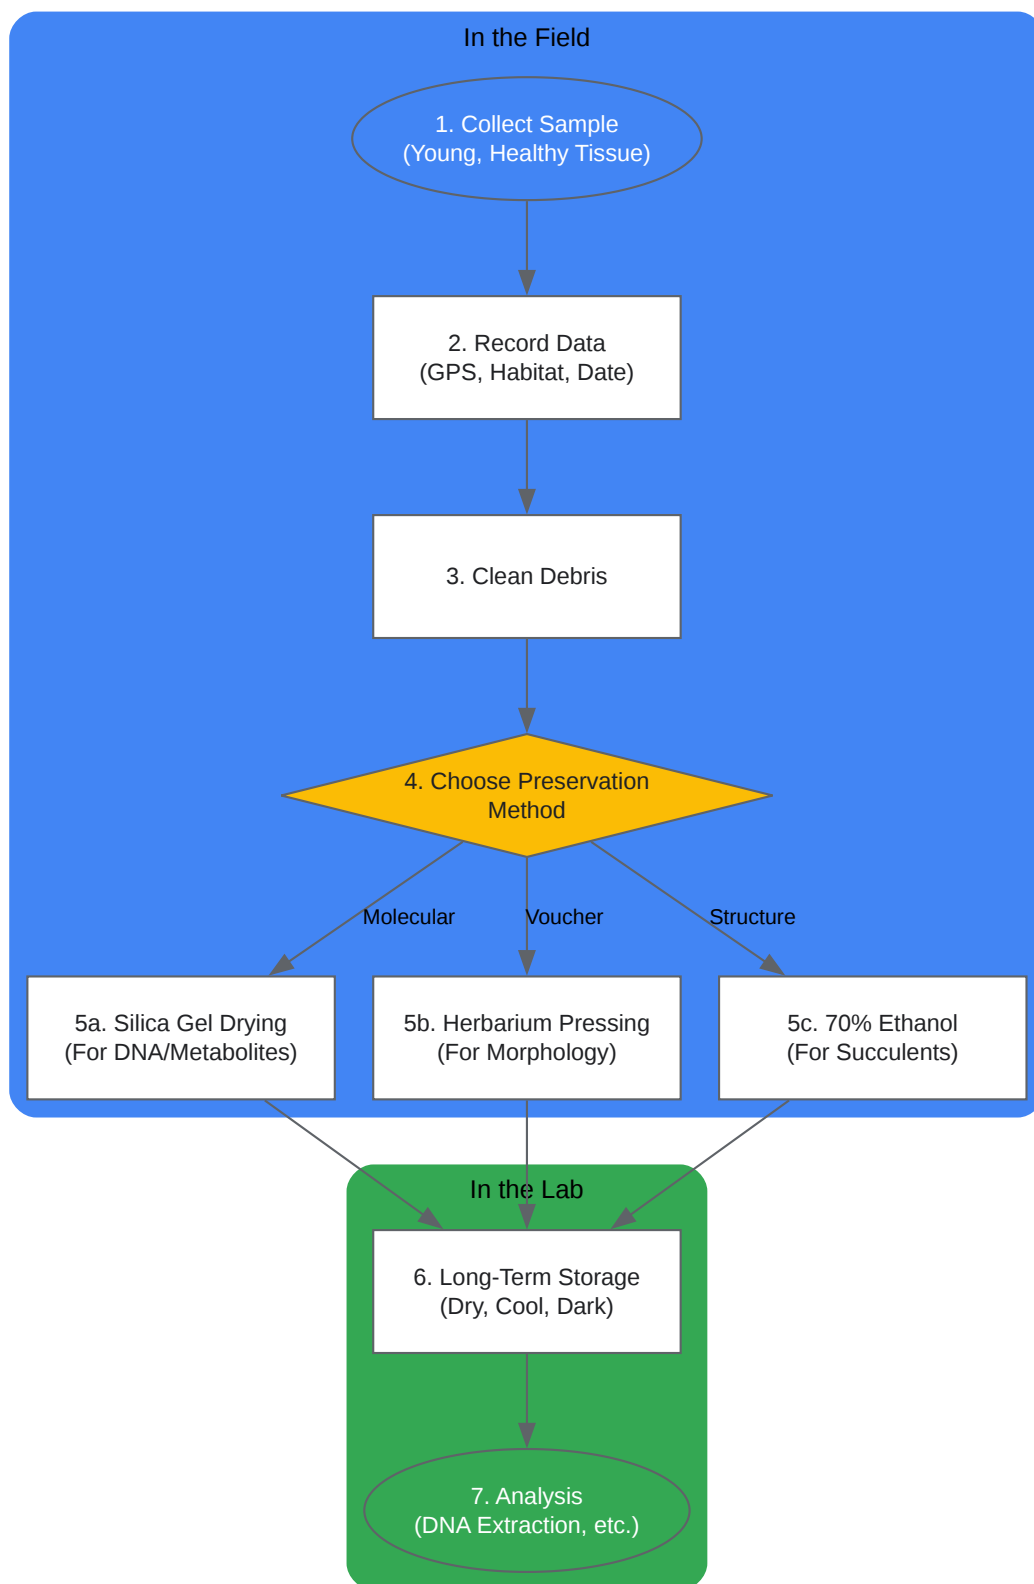 In the Field
1. Collect Sample
(Young, Healthy Tissue)
2. Record Data
(GPS, Habitat, Date)
3. Clean Debris
4. Choose Preservation
Method
Molecular
Voucher
Structure
5a. Silica Gel Drying
(For DNA/Metabolites)
5b. Herbarium Pressing
(For Morphology)
5c. 70% Ethanol
(For Succulents)
In the Lab
6. Long-Term Storage
(Dry, Cool, Dark)
7. Analysis
(DNA Extraction, etc.)